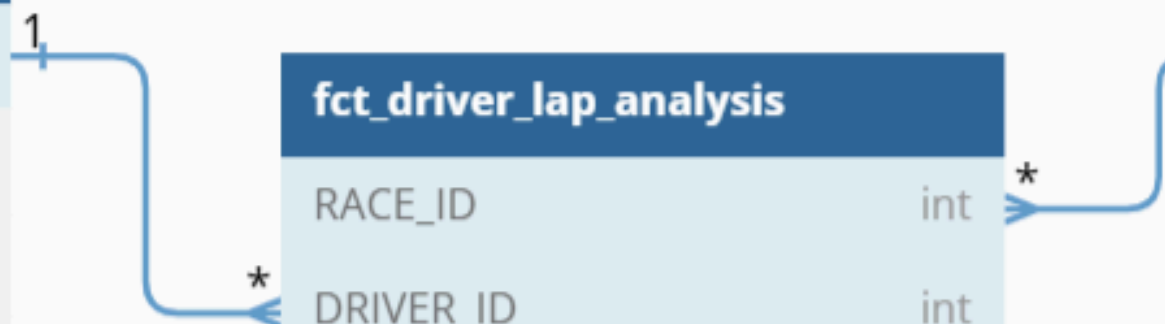 1
fct_driver_lap_analysis
RACE_ID int *
* DRIVER_ID int